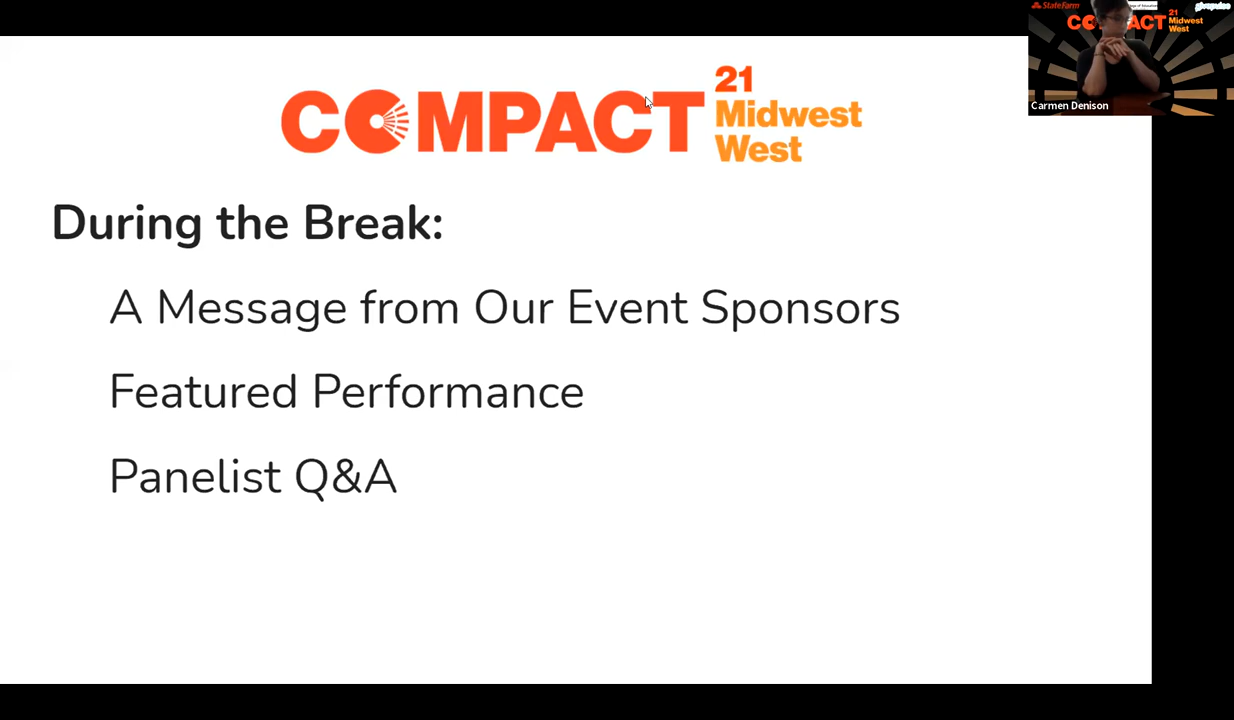 COMPACT
21
Midwest
West
During the Break:
A Message from Our Event Sponsors
Featured Performance
Panelist Q&A
StateFarm
21
Midwest
West
Carmen Denison